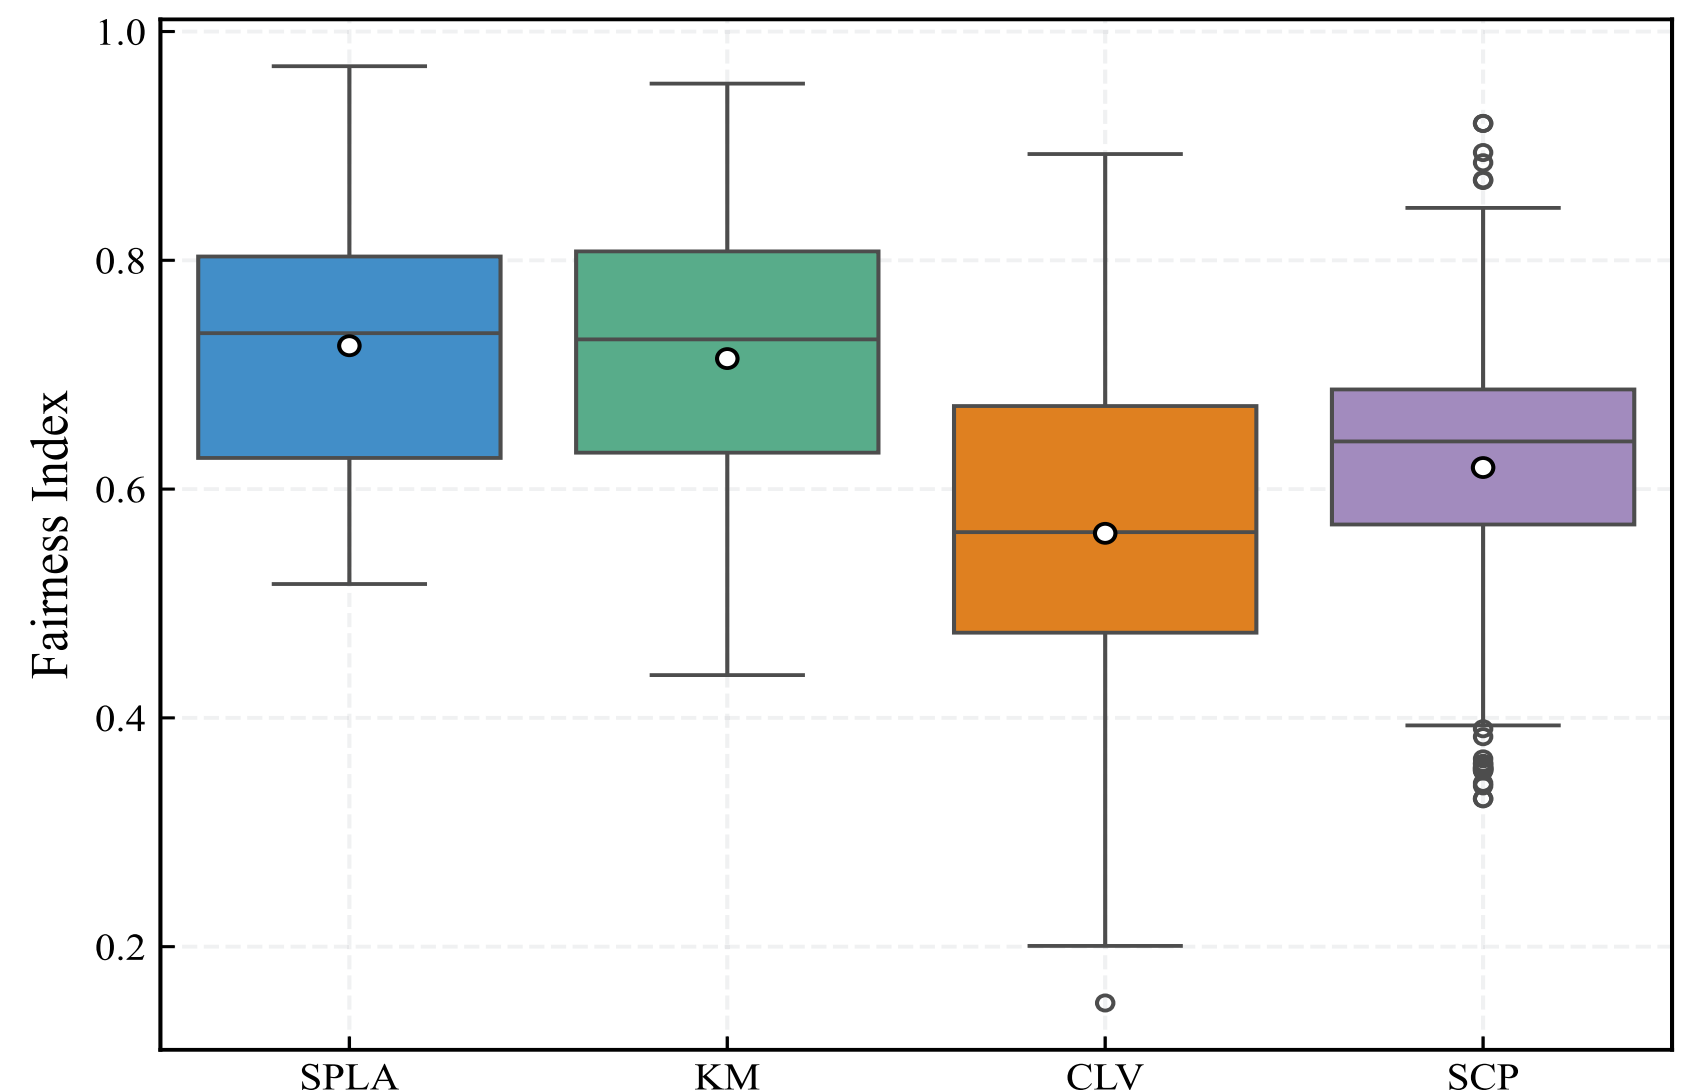 Fairness Index
1.0
0.8
0.6
0.4
0.2
SPLA
KM
CLV
SCP